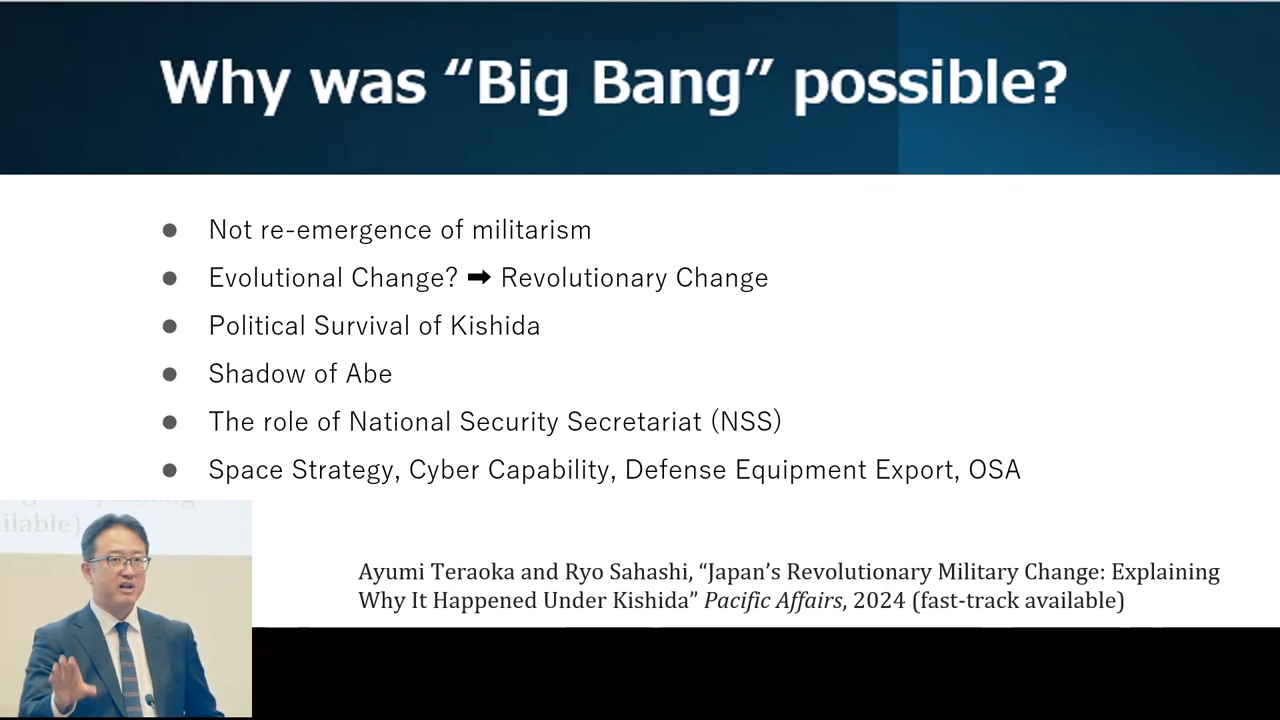 Why was “Big Bang” possible?
● Not re-emergence of militarism
● Evolutional Change? ➡ Revolutionary Change
● Political Survival of Kishida
● Shadow of Abe
● The role of National Security Secretariat (NSS)
● Space Strategy, Cyber Capability, Defense Equipment Export, OSA
ilable)
Ayumi Teraoka and Ryo Sahashi, “Japan’s Revolutionary Military Change: Explaining
Why It Happened Under Kishida” Pacific Affairs, 2024 (fast-track available)